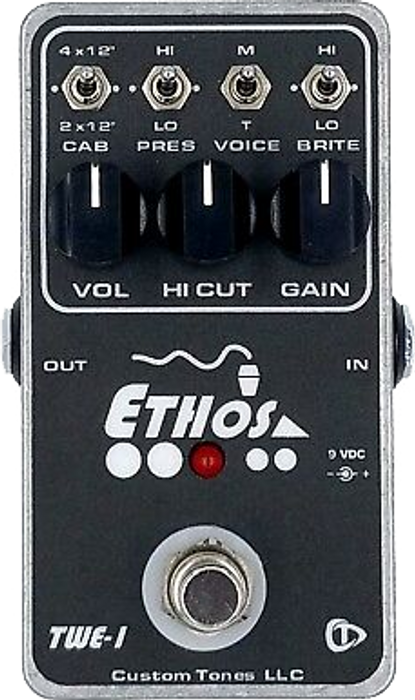 4x12" HI M HI
2x12" LO T LO
CAB PRES VOICE BRITE
VOL HI CUT GAIN
OUT IN
ETHOS
9 VDC
- +
TWE-1
T
Custom Tones LLC